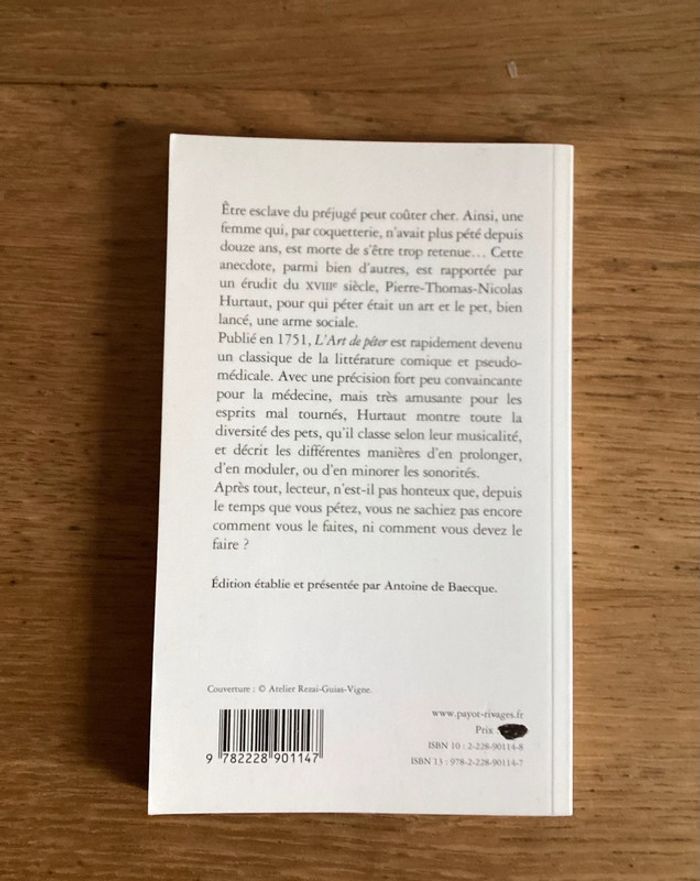 Être esclave du préjugé peut coûter cher. Ainsi, une
femme qui, par coquetterie, n'avait plus pété depuis
douze ans, est morte de s'être trop retenue… Cette
anecdote, parmi bien d'autres, est rapportée par
un érudit du XVIIIe siècle, Pierre-Thomas-Nicolas
Hurtaut, pour qui péter était un art et le pet, bien
lancé, une arme sociale.
Publié en 1751, L'Art de péter est rapidement devenu
un classique de la littérature comique et pseudo-
médicale. Avec une précision fort peu convaincante
pour la médecine, mais très amusante pour les
esprits mal tournés, Hurtaut montre toute la
diversité des pets, qu'il classe selon leur musicalité,
et décrit les différentes manières d'en prolonger,
d'en moduler, ou d'en minorer les sonorités.
Après tout, lecteur, n'est-il pas honteux que, depuis
le temps que vous pétez, vous ne sachiez pas encore
comment vous le faites, ni comment vous devez le
faire ?
Édition établie et présentée par Antoine de Baecque.
Couverture : © Atelier Rezai-Guias-Vigne.
www.payot-rivages.fr
Prix
ISBN 10 : 2-228-90114-8
ISBN 13 : 978-2-228-90114-7
9 782228 901147